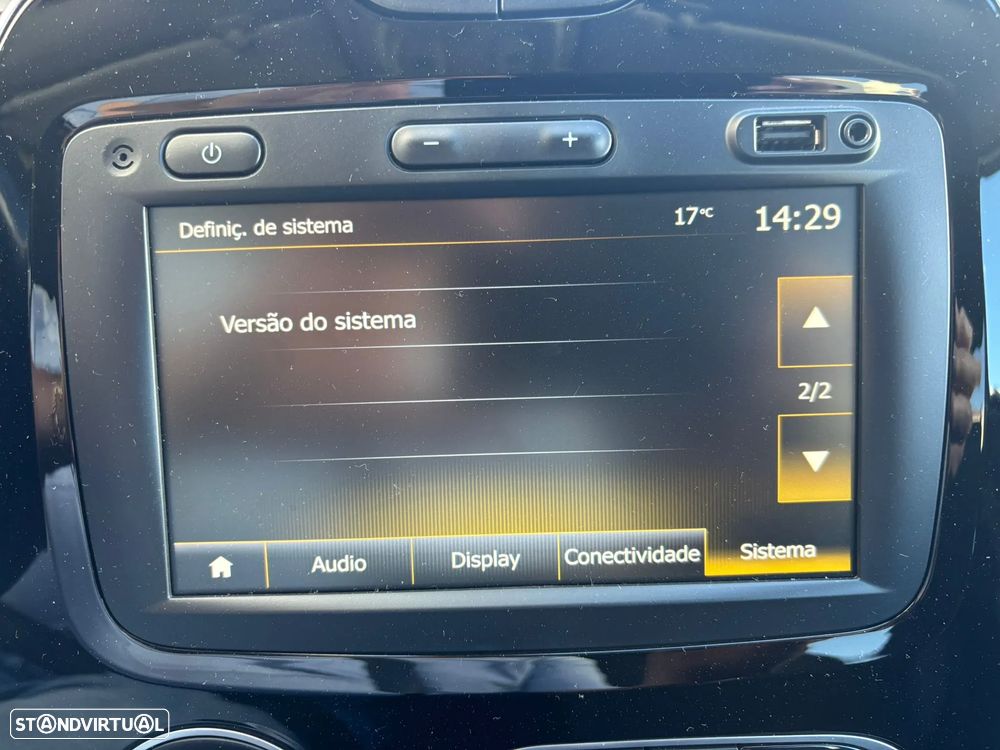 − +
Definiç. de sistema 17°C 14:29
Versão do sistema
2/2
Audio Display Conectividade Sistema
STANDVIRTUAL